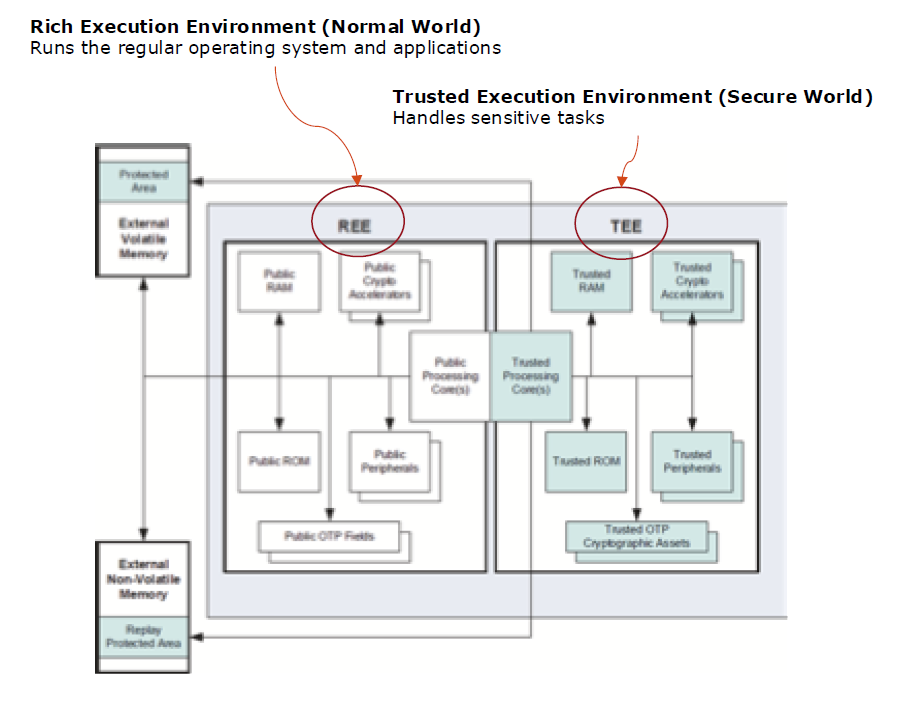 Rich Execution Environment (Normal World)
Runs the regular operating system and applications
Trusted Execution Environment (Secure World)
Handles sensitive tasks
Protected
Area
External
Volatile
Memory
REE
TEE
Public
RAM
Public
Crypto
Accelerators
Trusted
RAM
Trusted
Crypto
Accelerators
Public
Processing
Core(s)
Trusted
Processing
Core(s)
Public ROM
Public
Peripherals
Trusted ROM
Trusted
Peripherals
Public OTP Fields
Trusted OTP
Cryptographic Assets
External
Non-Volatile
Memory
Replay
Protected Area